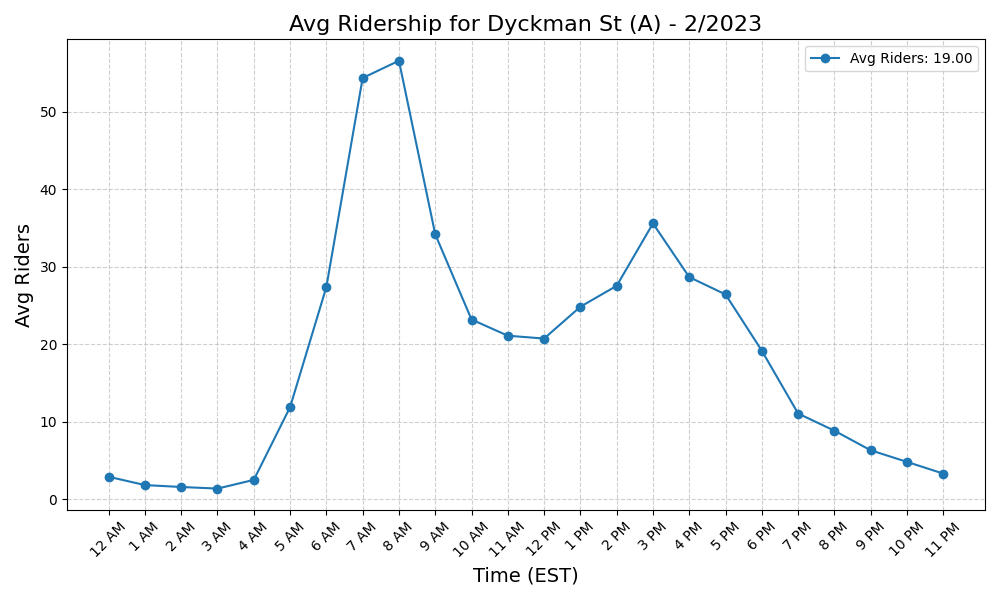 Avg Ridership for Dyckman St (A) - 2/2023
Avg Riders: 19.00
Avg Riders
50
40
30
20
10
0
12 AM
1 AM
2 AM
3 AM
4 AM
5 AM
6 AM
7 AM
8 AM
9 AM
10 AM
11 AM
12 PM
1 PM
2 PM
3 PM
4 PM
5 PM
6 PM
7 PM
8 PM
9 PM
10 PM
11 PM
Time (EST)